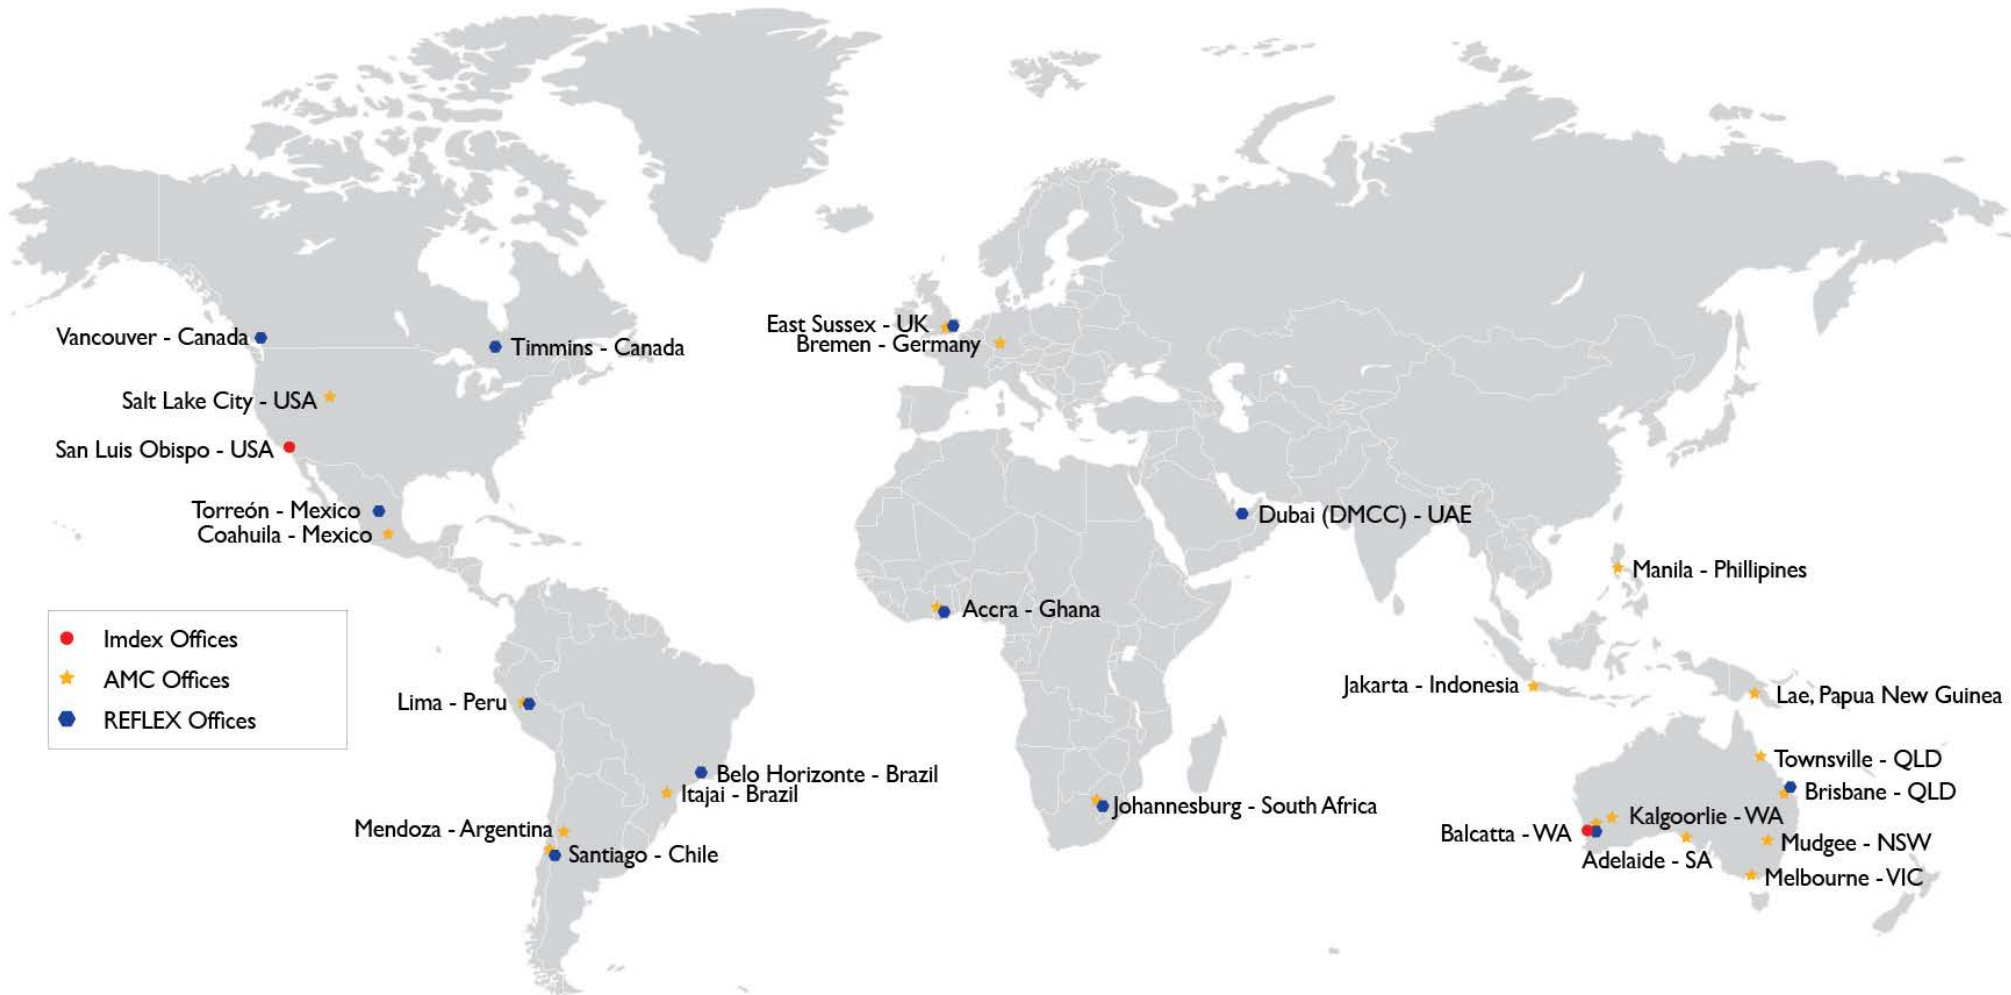 Vancouver - Canada
Timmins - Canada
Salt Lake City - USA
San Luis Obispo - USA
Torreón - Mexico
Coahuila - Mexico
East Sussex - UK
Bremen - Germany
Dubai (DMCC) - UAE
Manila - Phillipines
Accra - Ghana
Imdex Offices
AMC Offices
REFLEX Offices
Lima - Peru
Jakarta - Indonesia
Lae, Papua New Guinea
Belo Horizonte - Brazil
Itajai - Brazil
Mendoza - Argentina
Santiago - Chile
Johannesburg - South Africa
Townsville - QLD
Brisbane - QLD
Kalgoorlie - WA
Balcatta - WA
Mudgee - NSW
Adelaide - SA
Melbourne - VIC